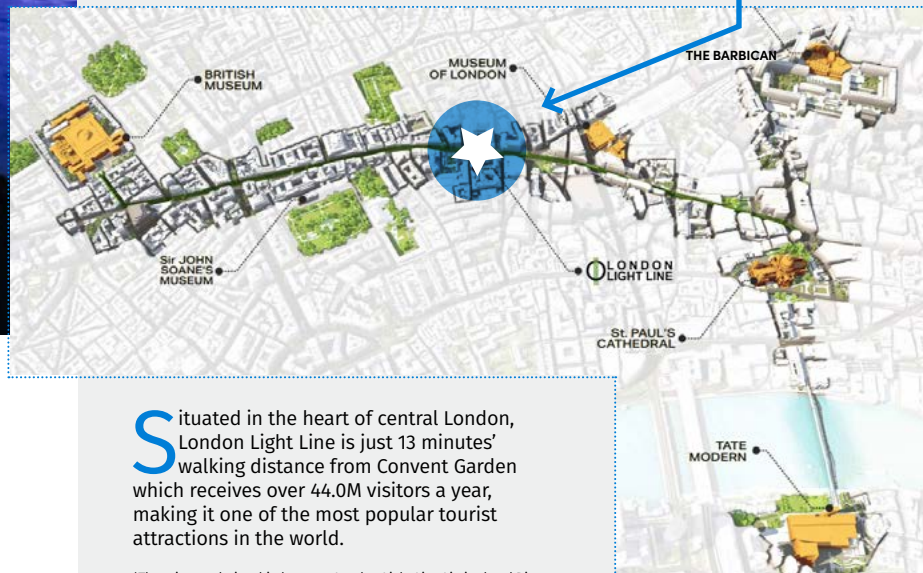 THE BARBICAN
MUSEUM
OF LONDON
BRITISH
MUSEUM
Sir JOHN
SOANE'S
MUSEUM
LONDON
LIGHT LINE
St. PAUL'S
CATHEDRAL
TATE
MODERN
Situated in the heart of central London,
London Light Line is just 13 minutes’
walking distance from Convent Garden
which receives over 44.0M visitors a year,
making it one of the most popular tourist
attractions in the world.